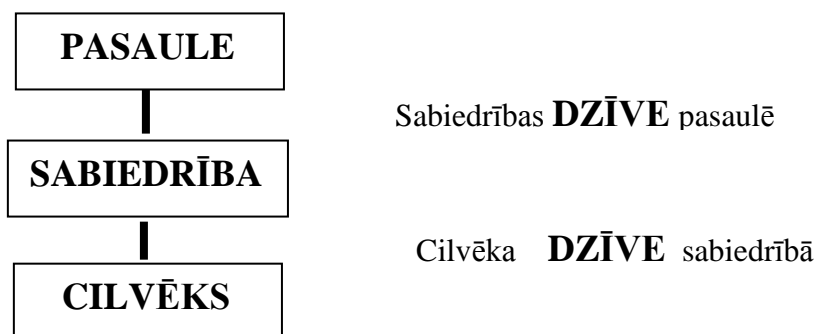 PASAULE
Sabiedrības DZĪVE pasaulē
SABIEDRĪBA
Cilvēka DZĪVE sabiedrībā
CILVĒKS